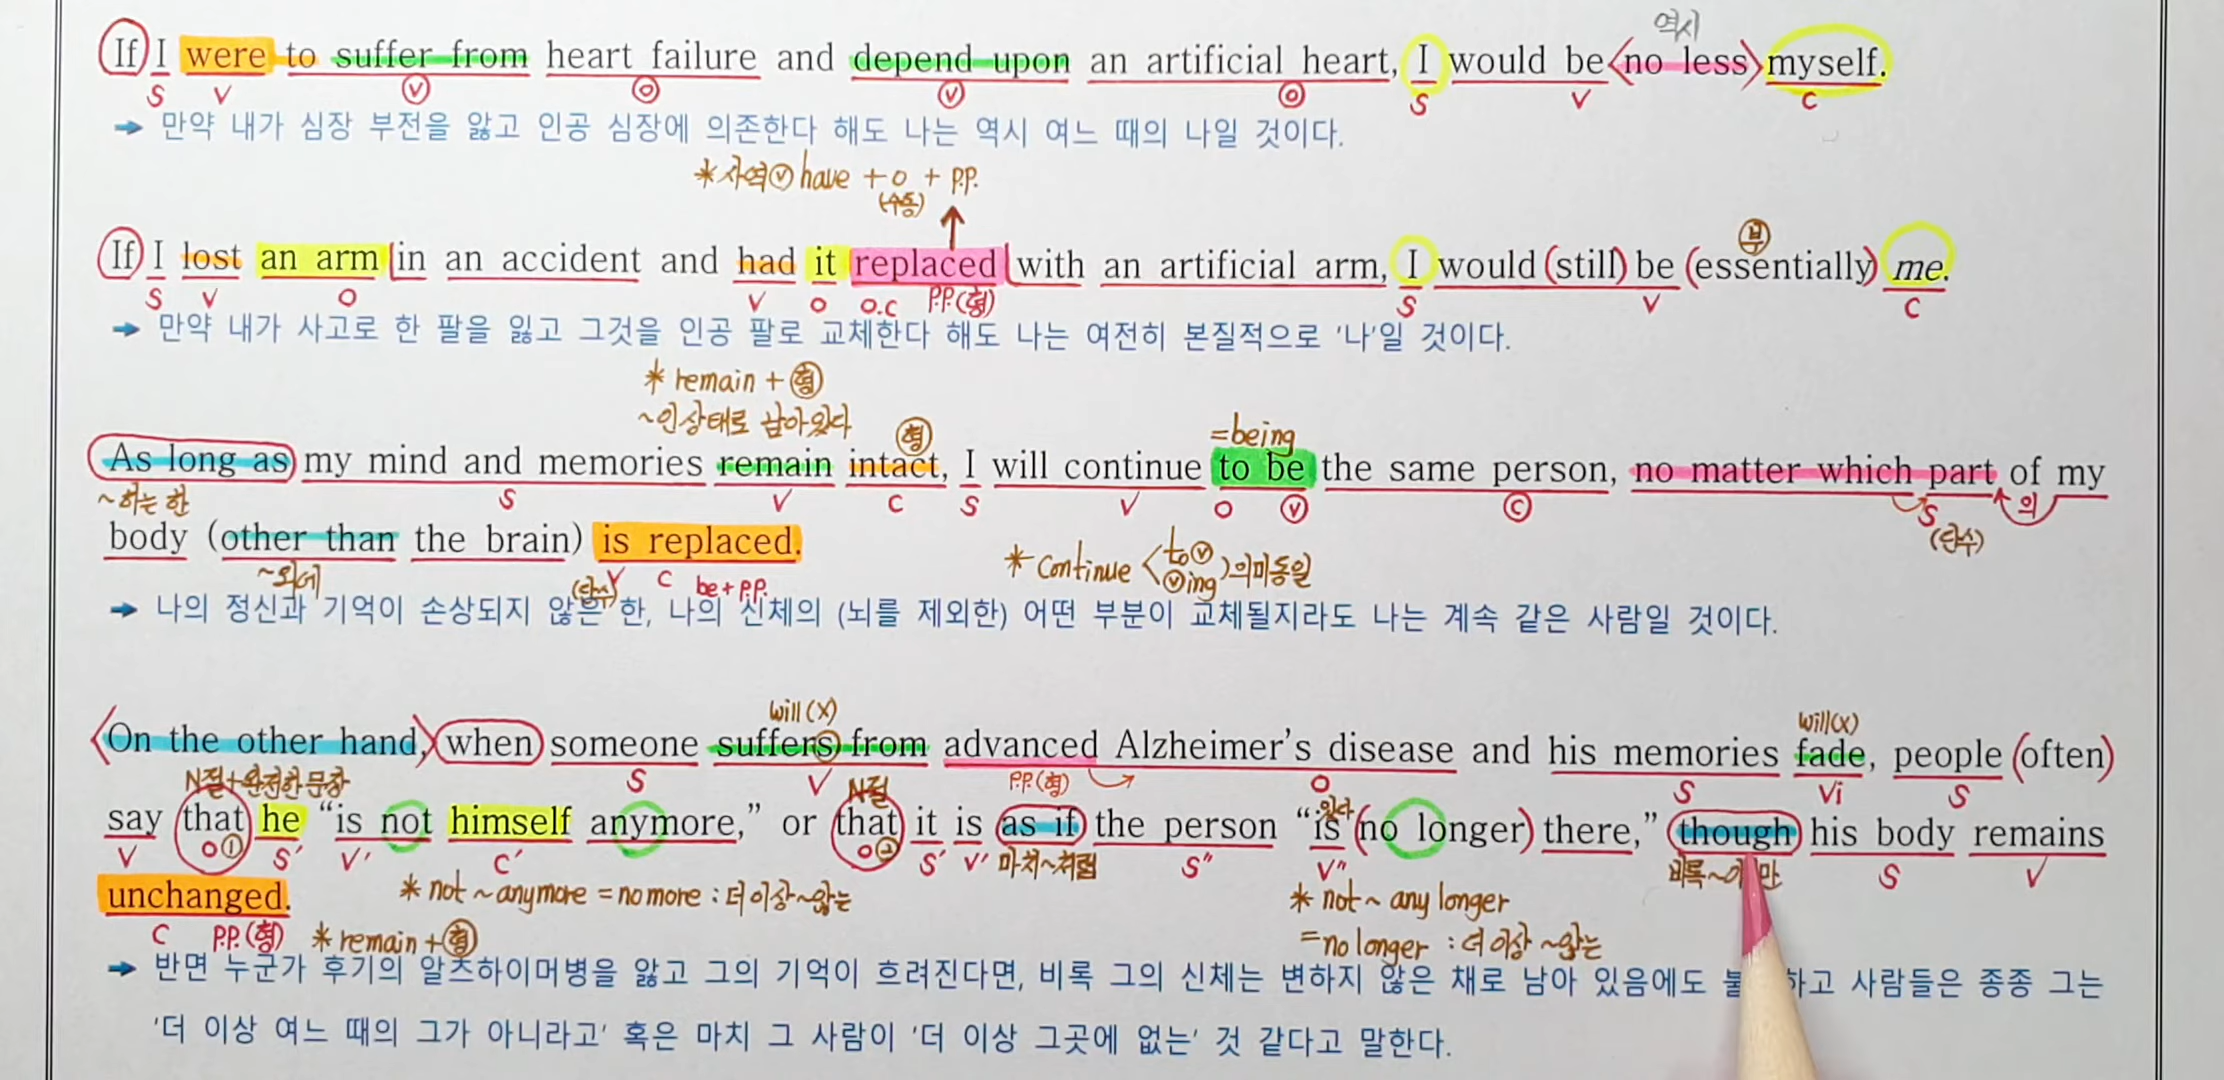 역시
If I were to suffer from heart failure and depend upon an artificial heart, I would be <no less> myself.
S V ⓥ ⓞ ⓥ ⓞ S V C
➡ 만약 내가 심장 부전을 앓고 인공 심장에 의존한다 해도 나는 역시 여느 때의 나일 것이다.
*사역ⓥ have + o + P.P.
(수동)
부
If I lost an arm in an accident and had it replaced with an artificial arm, I would (still) be (essentially) me.
S V O V O O.C P.P.(형) S V C
➡ 만약 내가 사고로 한 팔을 잃고 그것을 인공 팔로 교체한다 해도 나는 여전히 본질적으로 '나'일 것이다.
* remain + 형
~인 상태로 남아있다
형 =being
As long as my mind and memories remain intact, I will continue to be the same person, no matter which part of my
~하는 한 S V C S V O ⓥ ⓒ S 의
(단수)
body (other than the brain) is replaced.
~외에 (단수) V C be+P.P.
* continue < to ⓥ ⓥing ) 의미동일
➡ 나의 정신과 기억이 손상되지 않은 한, 나의 신체의 (뇌를 제외한) 어떤 부분이 교체될지라도 나는 계속 같은 사람일 것이다.
will (X) will(X)
<On the other hand,> when someone suffers from advanced Alzheimer's disease and his memories fade, people (often)
N절+완전한 문장 S V N절 P.P.(형) O S Vi S
있다
say that he "is not himself anymore," or that it is as if the person "is (no longer) there," though his body remains
V O① S' V' C' O② S' V' 마치~처럼 S" V" 비록~ 만 S V
unchanged.
C P.P.(형) * remain + 형
* not ~ anymore = no more : 더 이상 ~않는
* not ~ any longer
= no longer : 더 이상 ~않는
➡ 반면 누군가 후기의 알츠하이머병을 앓고 그의 기억이 흐려진다면, 비록 그의 신체는 변하지 않은 채로 남아 있음에도 불 하고 사람들은 종종 그는
'더 이상 여느 때의 그가 아니라고' 혹은 마치 그 사람이 '더 이상 그곳에 없는' 것 같다고 말한다.